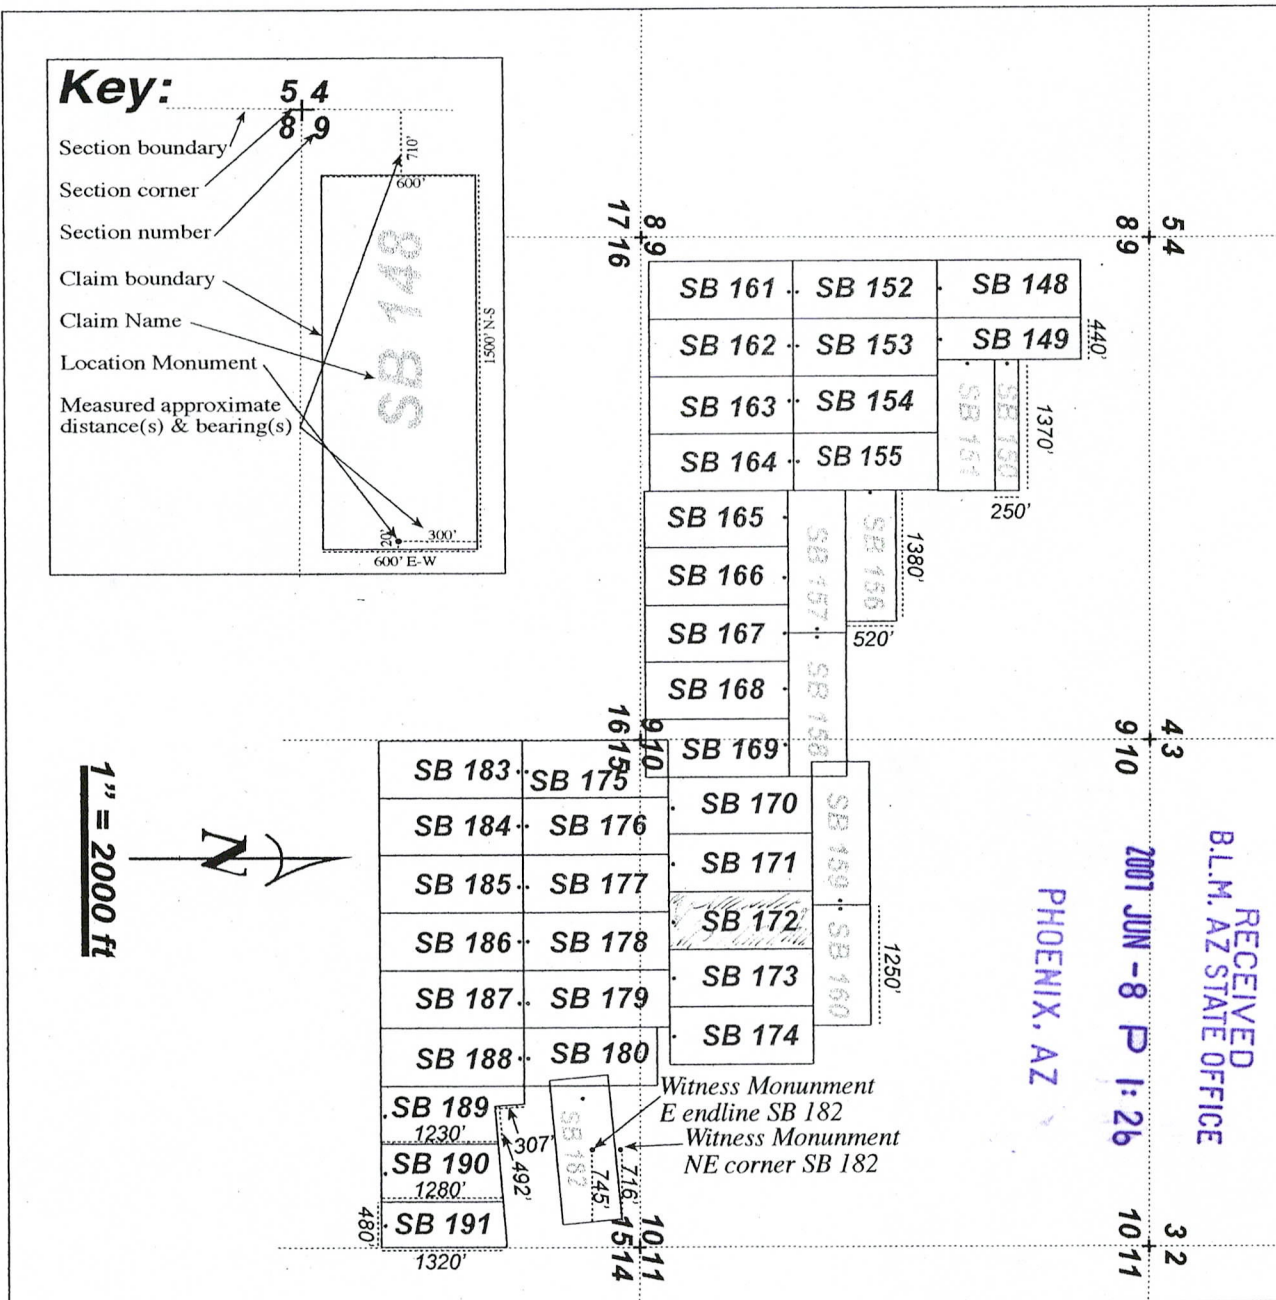 Key:
5 4
8 9
Section boundary
Section corner
Section number
Claim boundary
Claim Name
Location Monument
Measured approximate
distance(s) & bearing(s)
710'
600'
SB 148
1500' N-S
20'
300'
600' E-W
17 8
16 9
8 5
9 4
SB 161
SB 152
SB 148
SB 162
SB 153
SB 149
440'
SB 163
SB 154
SB 151
SB 150
1370'
SB 164
SB 155
250'
SB 165
SB 157
SB 156
1380'
SB 166
SB 167
520'
SB 168
SB 158
SB 169
16 9
15 10
9 4
10 3
SB 183
SB 175
SB 170
SB 159
SB 184
SB 176
SB 171
SB 185
SB 177
SB 172
SB 160
1250'
SB 186
SB 178
SB 173
SB 187
SB 179
SB 174
SB 188
SB 180
1" = 2000 ft
N
SB 189
1230'
307'
SB 190
1280'
492'
SB 182
745'
716'
Witness Monunment
E endline SB 182
Witness Monunment
NE corner SB 182
SB 191
480'
1320'
15 10
14 11
10 3
11 2
RECEIVED
B.L.M. AZ STATE OFFICE
2007 JUN -8 P 1:26
PHOENIX, AZ